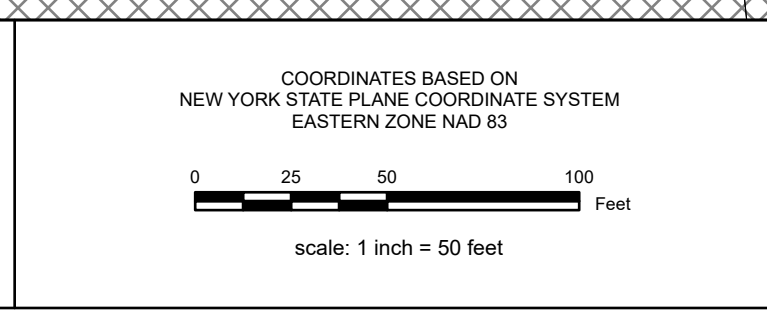 COORDINATES BASED ON
NEW YORK STATE PLANE COORDINATE SYSTEM
EASTERN ZONE NAD 83
0 25 50 100
Feet
scale: 1 inch = 50 feet